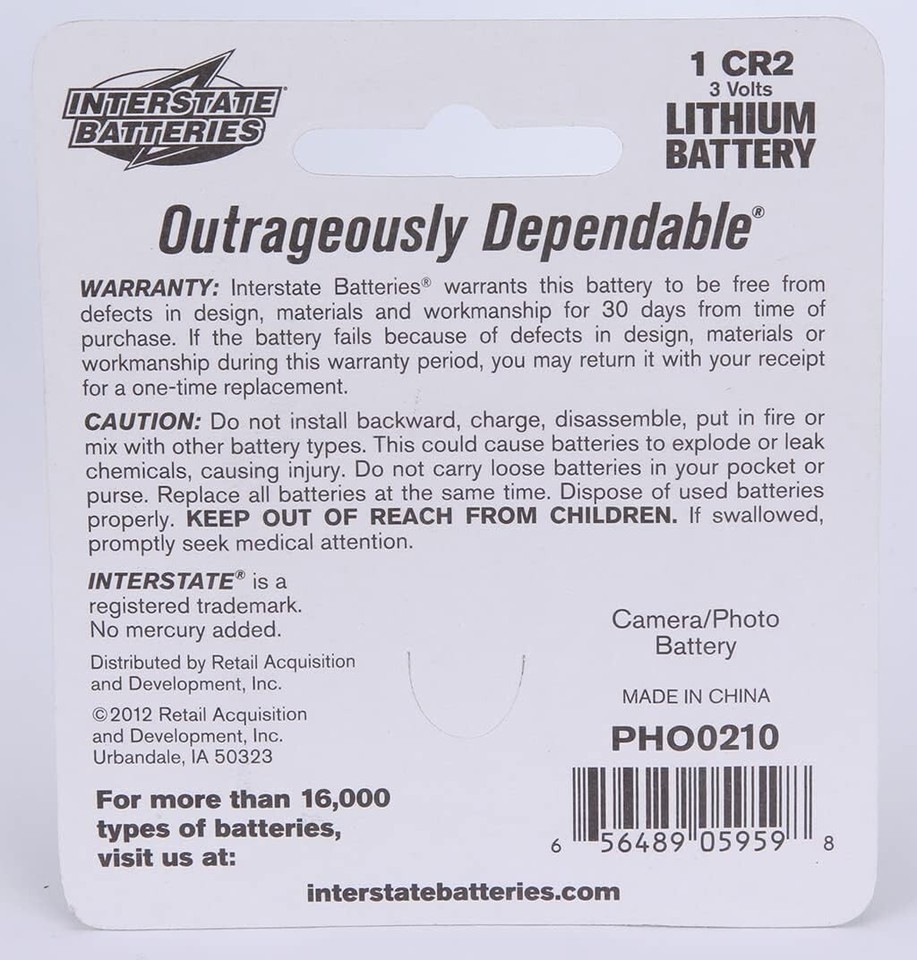 INTERSTATE®
BATTERIES
1 CR2
3 Volts
LITHIUM
BATTERY
Outrageously Dependable®
WARRANTY: Interstate Batteries® warrants this battery to be free from
defects in design, materials and workmanship for 30 days from time of
purchase. If the battery fails because of defects in design, materials or
workmanship during this warranty period, you may return it with your receipt
for a one-time replacement.
CAUTION: Do not install backward, charge, disassemble, put in fire or
mix with other battery types. This could cause batteries to explode or leak
chemicals, causing injury. Do not carry loose batteries in your pocket or
purse. Replace all batteries at the same time. Dispose of used batteries
properly. KEEP OUT OF REACH FROM CHILDREN. If swallowed,
promptly seek medical attention.
INTERSTATE® is a
registered trademark.
No mercury added.
Distributed by Retail Acquisition
and Development, Inc.
©2012 Retail Acquisition
and Development, Inc.
Urbandale, IA 50323
For more than 16,000
types of batteries,
visit us at:
Camera/Photo
Battery
MADE IN CHINA
PHO0210
6 56489 05959 8
interstatebatteries.com